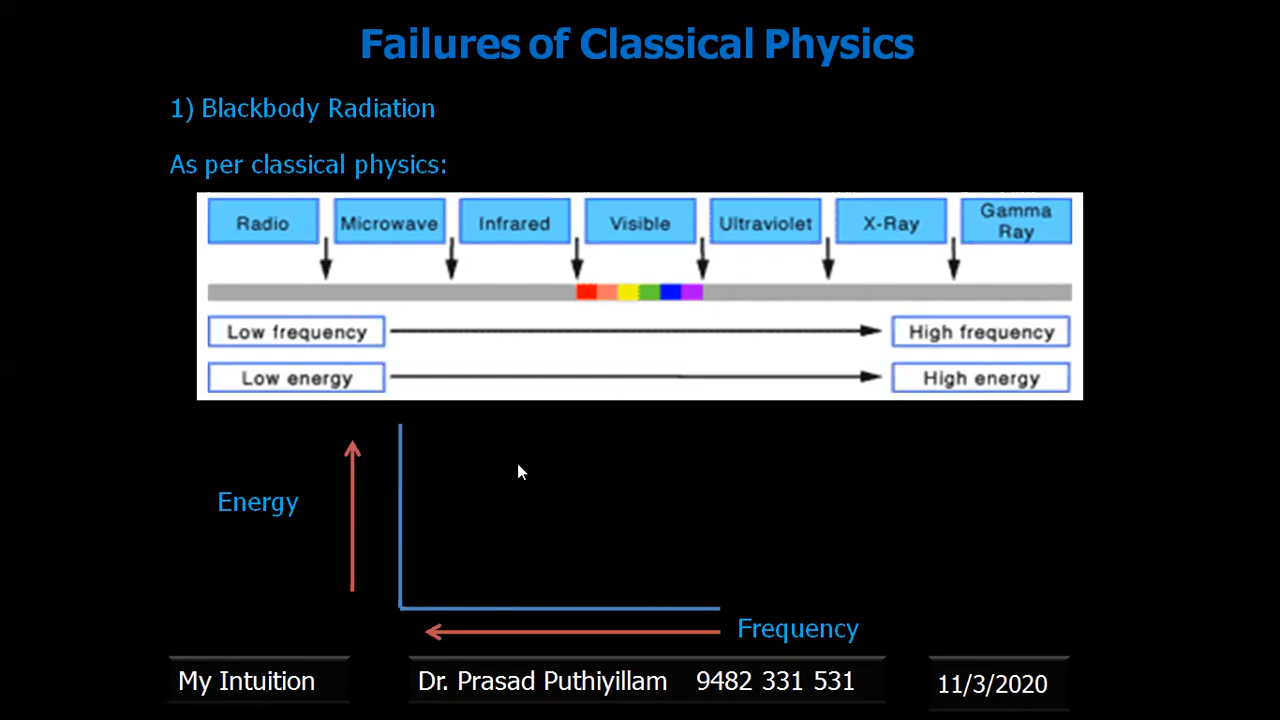 Failures of Classical Physics
1) Blackbody Radiation
As per classical physics:
Radio Microwave Infrared Visible Ultraviolet X-Ray Gamma Ray
Low frequency High frequency
Low energy High energy
Energy
Frequency
My Intuition Dr. Prasad Puthiyillam 9482 331 531 11/3/2020